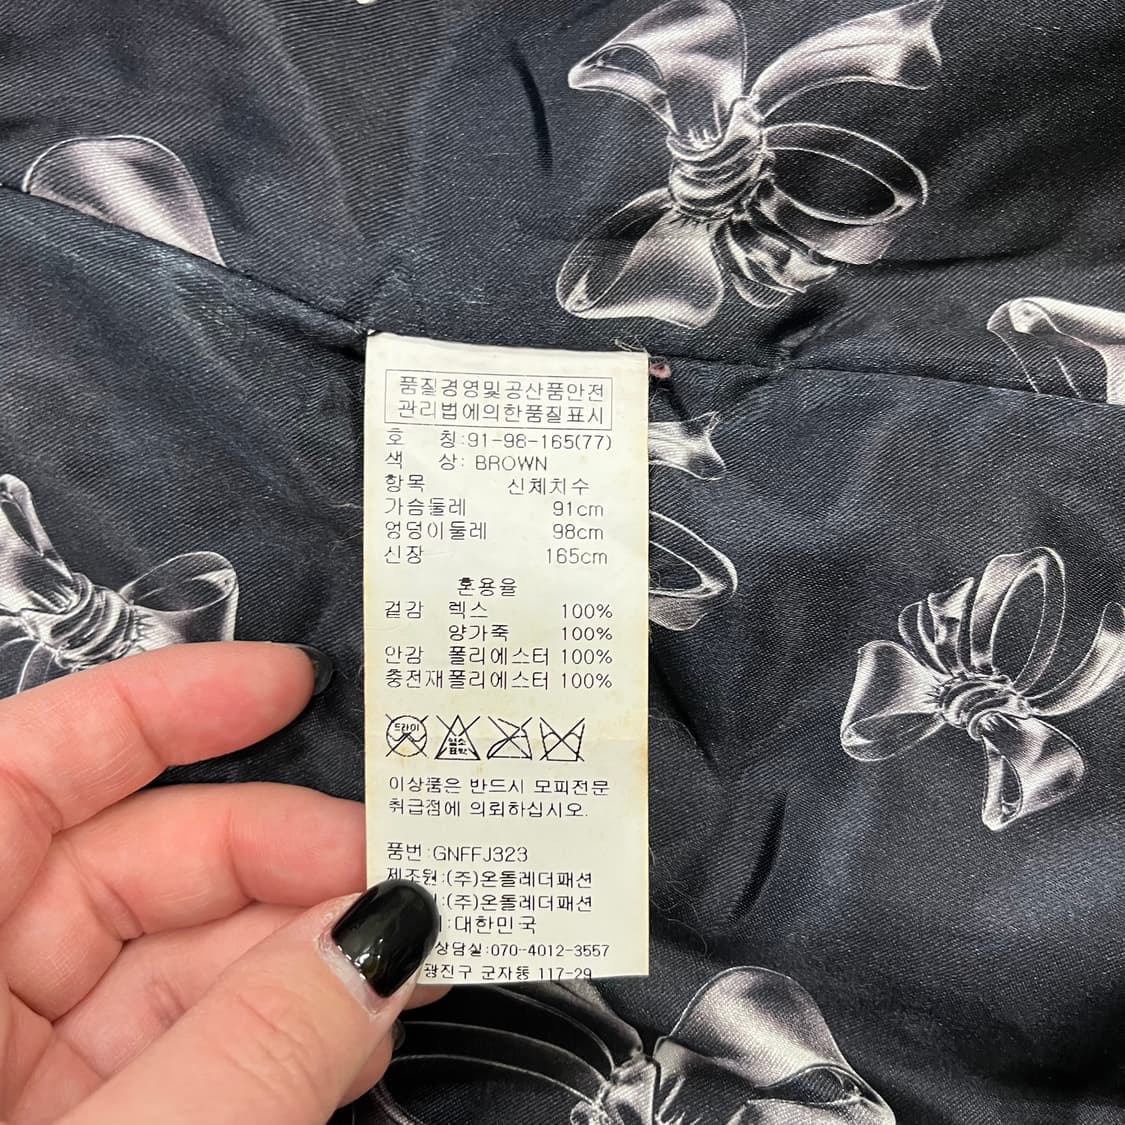 품질경영및공산품안전
관리법에의한품질표시
호 칭:91-98-165(77)
색 상: BROWN
항목 신체치수
가슴둘레 91cm
엉덩이둘레 98cm
신장 165cm
혼용율
겉감 렉스 100%
양가죽 100%
안감 폴리에스터 100%
충전재 폴리에스터 100%
드라이
염소
표백
이상품은 반드시 모피전문
취급점에 의뢰하십시오.
품번:GNFFJ323
제조원:(주)온돌레더패션
:(주)온돌레더패션
:대한민국
상담실:070-4012-3557
광진구 군자동 117-29